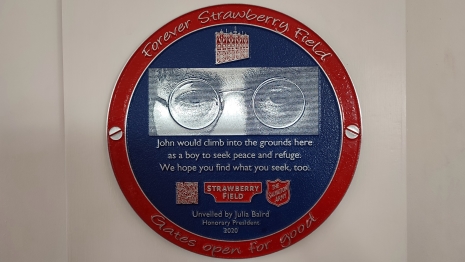 Forever Strawberry Field
John would climb into the grounds here
as a boy to seek peace and refuge.
We hope you find what you seek, too.
STRAWBERRY
FIELD
THE
SALVATION
ARMY
Unveiled by Julia Baird
Honorary President
2020
Gates open for good